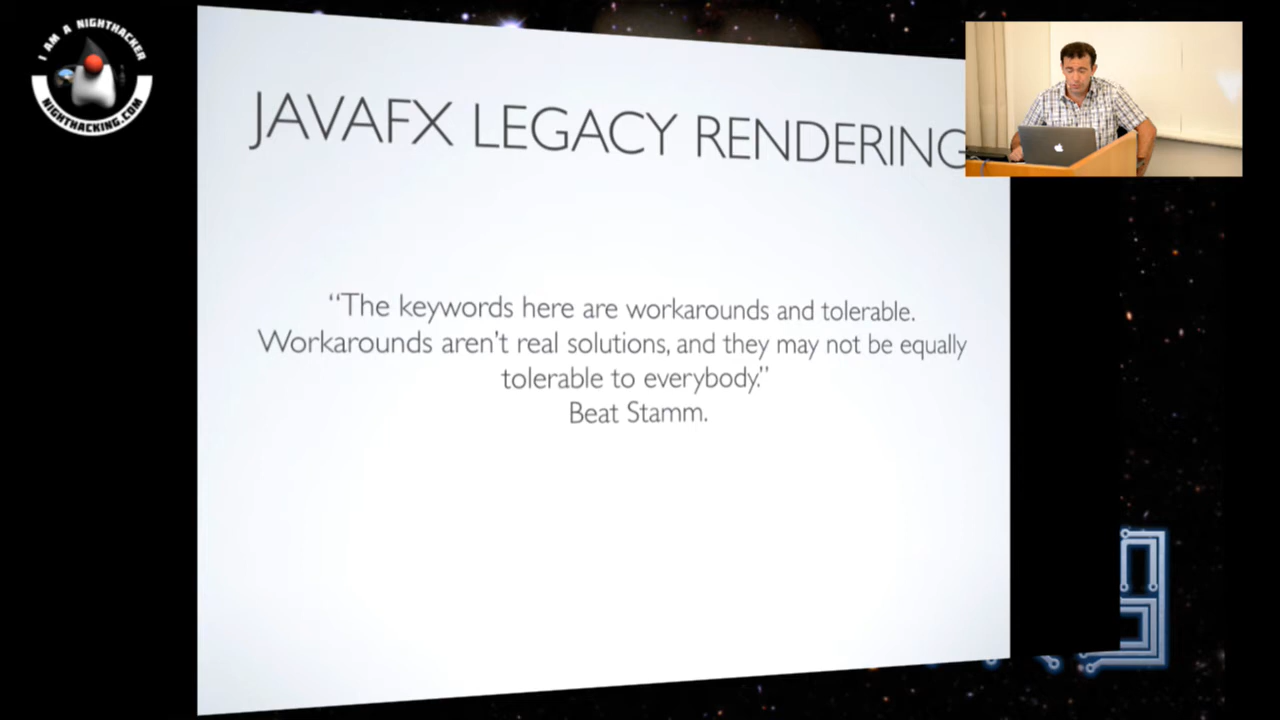 I AM A NIGHTHACKER
NIGHTHACKING.COM
JAVAFX LEGACY RENDERING
“The keywords here are workarounds and tolerable.
Workarounds aren’t real solutions, and they may not be equally
tolerable to everybody.”
Beat Stamm.